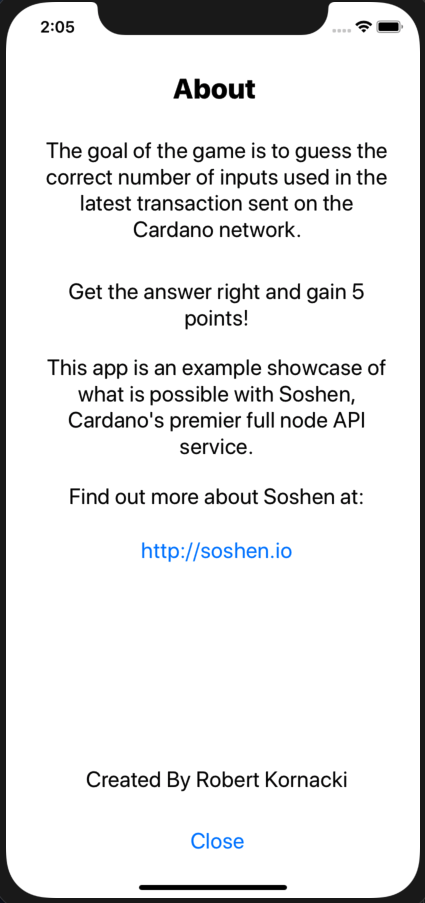 2:05
About
The goal of the game is to guess the
correct number of inputs used in the
latest transaction sent on the
Cardano network.
Get the answer right and gain 5
points!
This app is an example showcase of
what is possible with Soshen,
Cardano's premier full node API
service.
Find out more about Soshen at:
http://soshen.io
Created By Robert Kornacki
Close